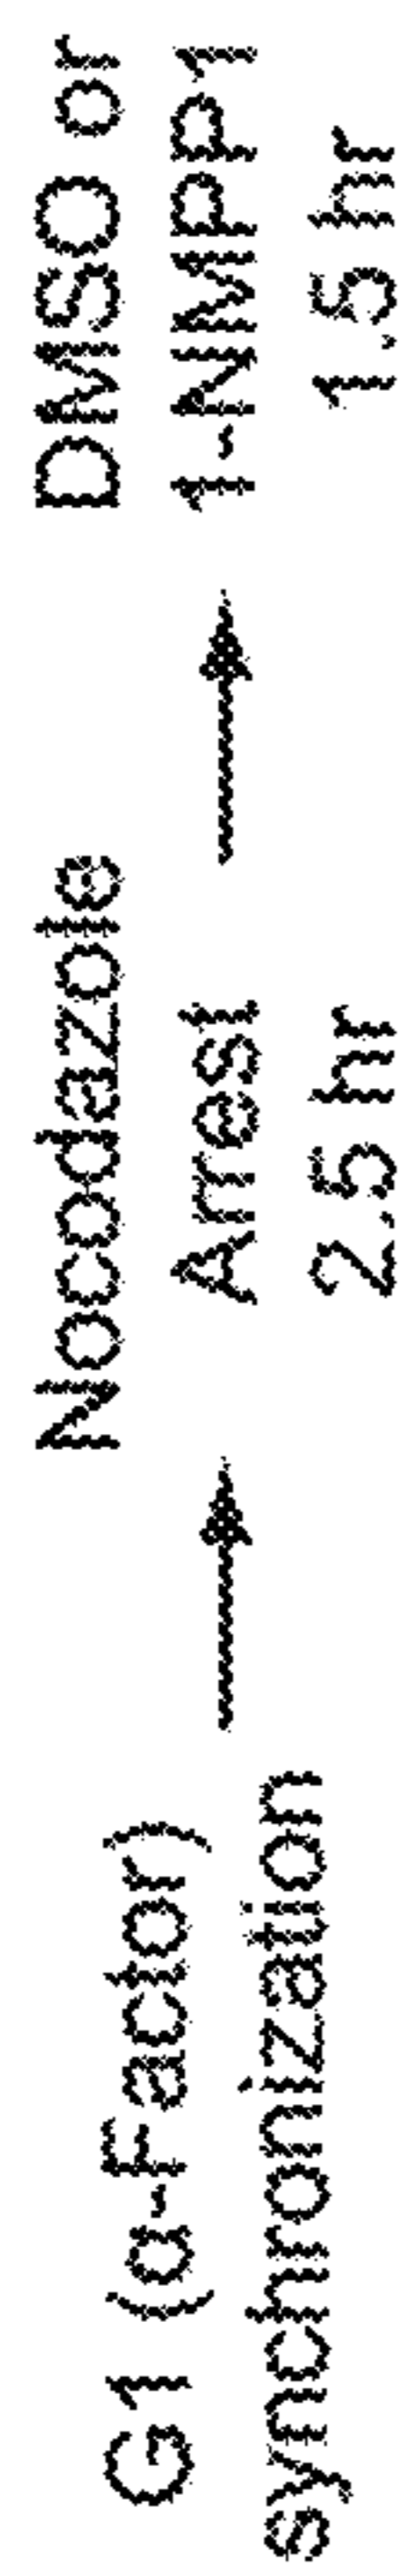 G1 (α-Factor)
synchronization
Nocodazole
Arrest
2.5 hr
DMSO or
1-NMPP1
1.5 hr